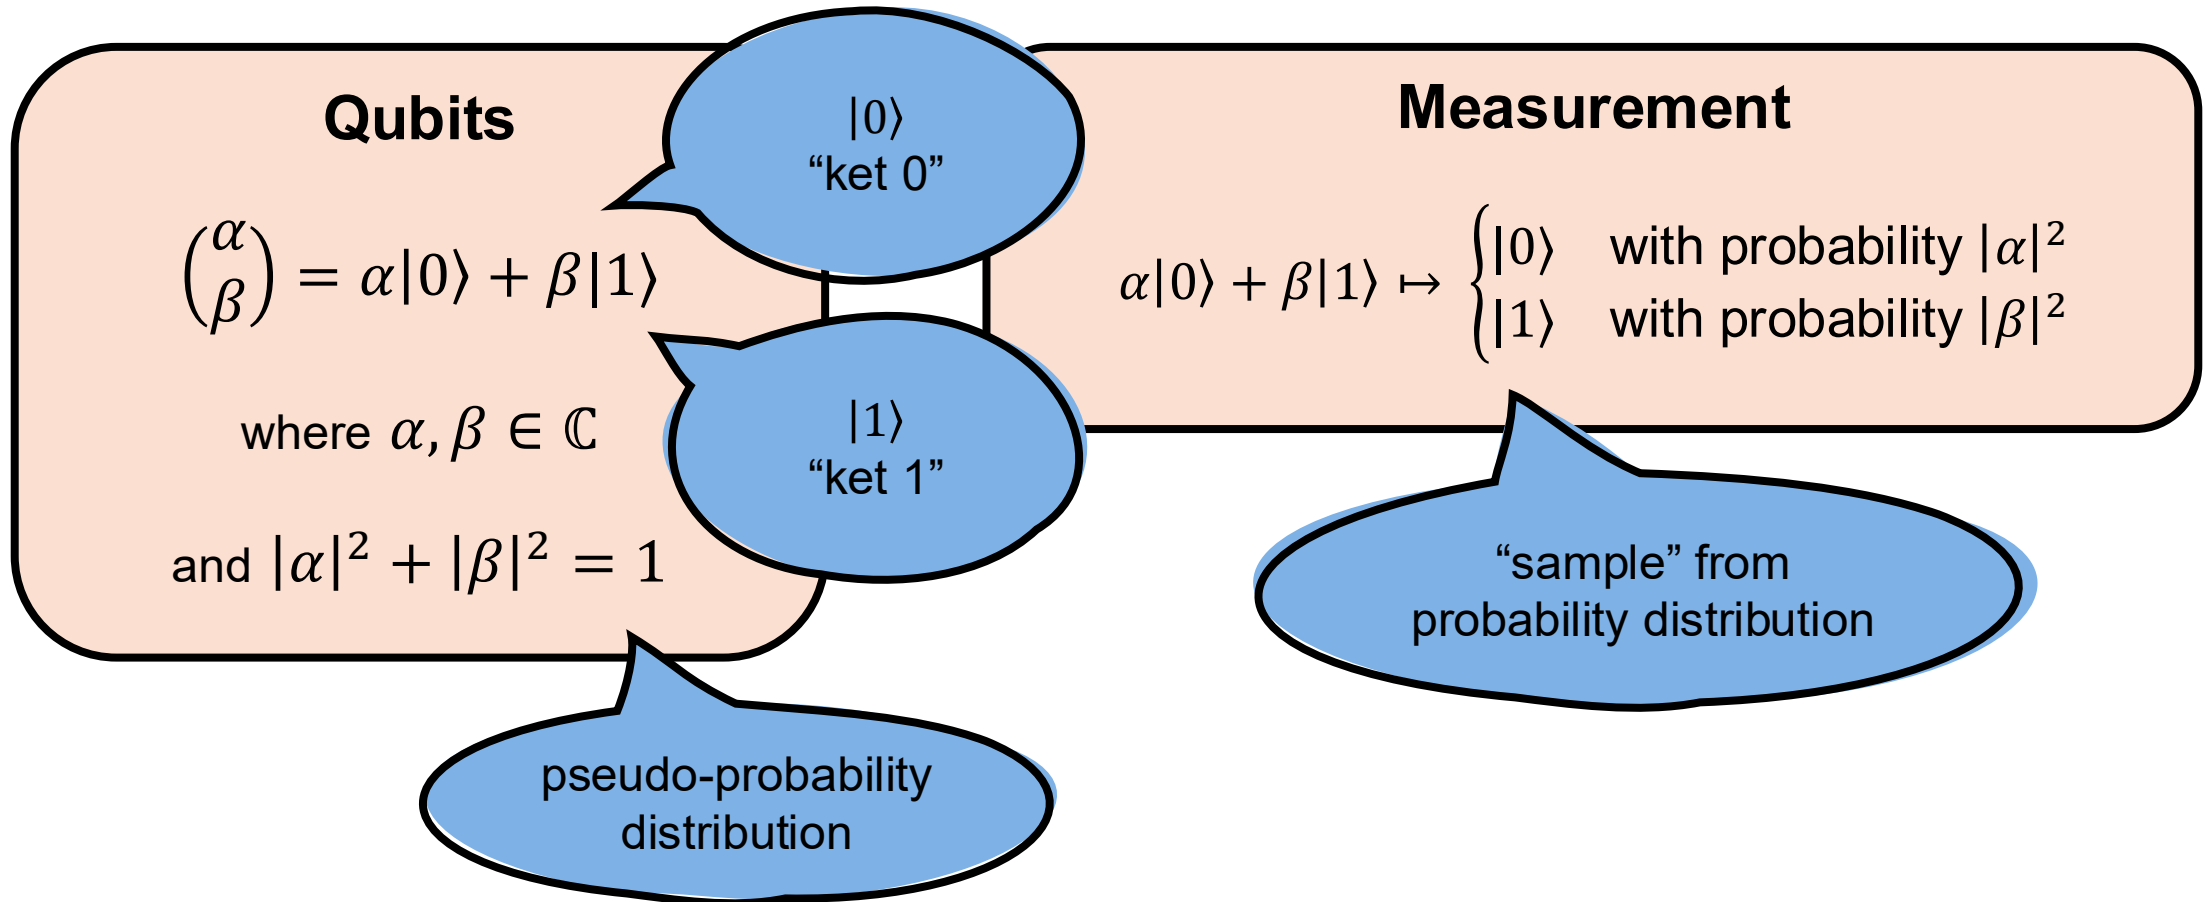 Qubits
(α
β) = α|0⟩ + β|1⟩
where α, β ∈ ℂ
and |α|² + |β|² = 1
|0⟩
“ket 0”
|1⟩
“ket 1”
pseudo-probability
distribution
Measurement
α|0⟩ + β|1⟩ ↦ { |0⟩ with probability |α|²
|1⟩ with probability |β|²
“sample” from
probability distribution